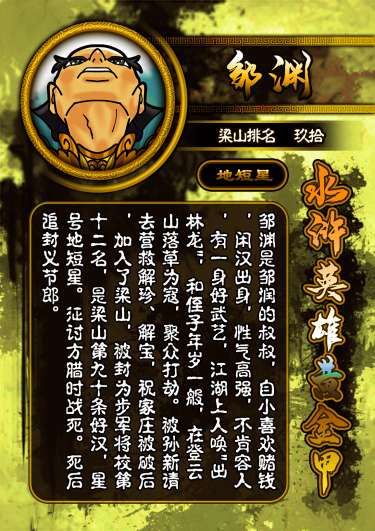 邹渊
梁山排名 玖拾
地短星
水浒英雄黄金甲
邹渊是邹润的叔叔，自小喜欢赌钱
，闲汉出身，性气高强，不肯容人
，有一身好武艺，江湖上人唤"出
林龙"，和侄子年岁一般，在登云
山落草为寇，聚众打劫。被孙新请
去营救解珍、解宝，祝家庄被破后
，加入了梁山，被封为步军将校第
十二名，是梁山第九十条好汉，星
号地短星。征讨方腊时战死。死后
追封义节郎。